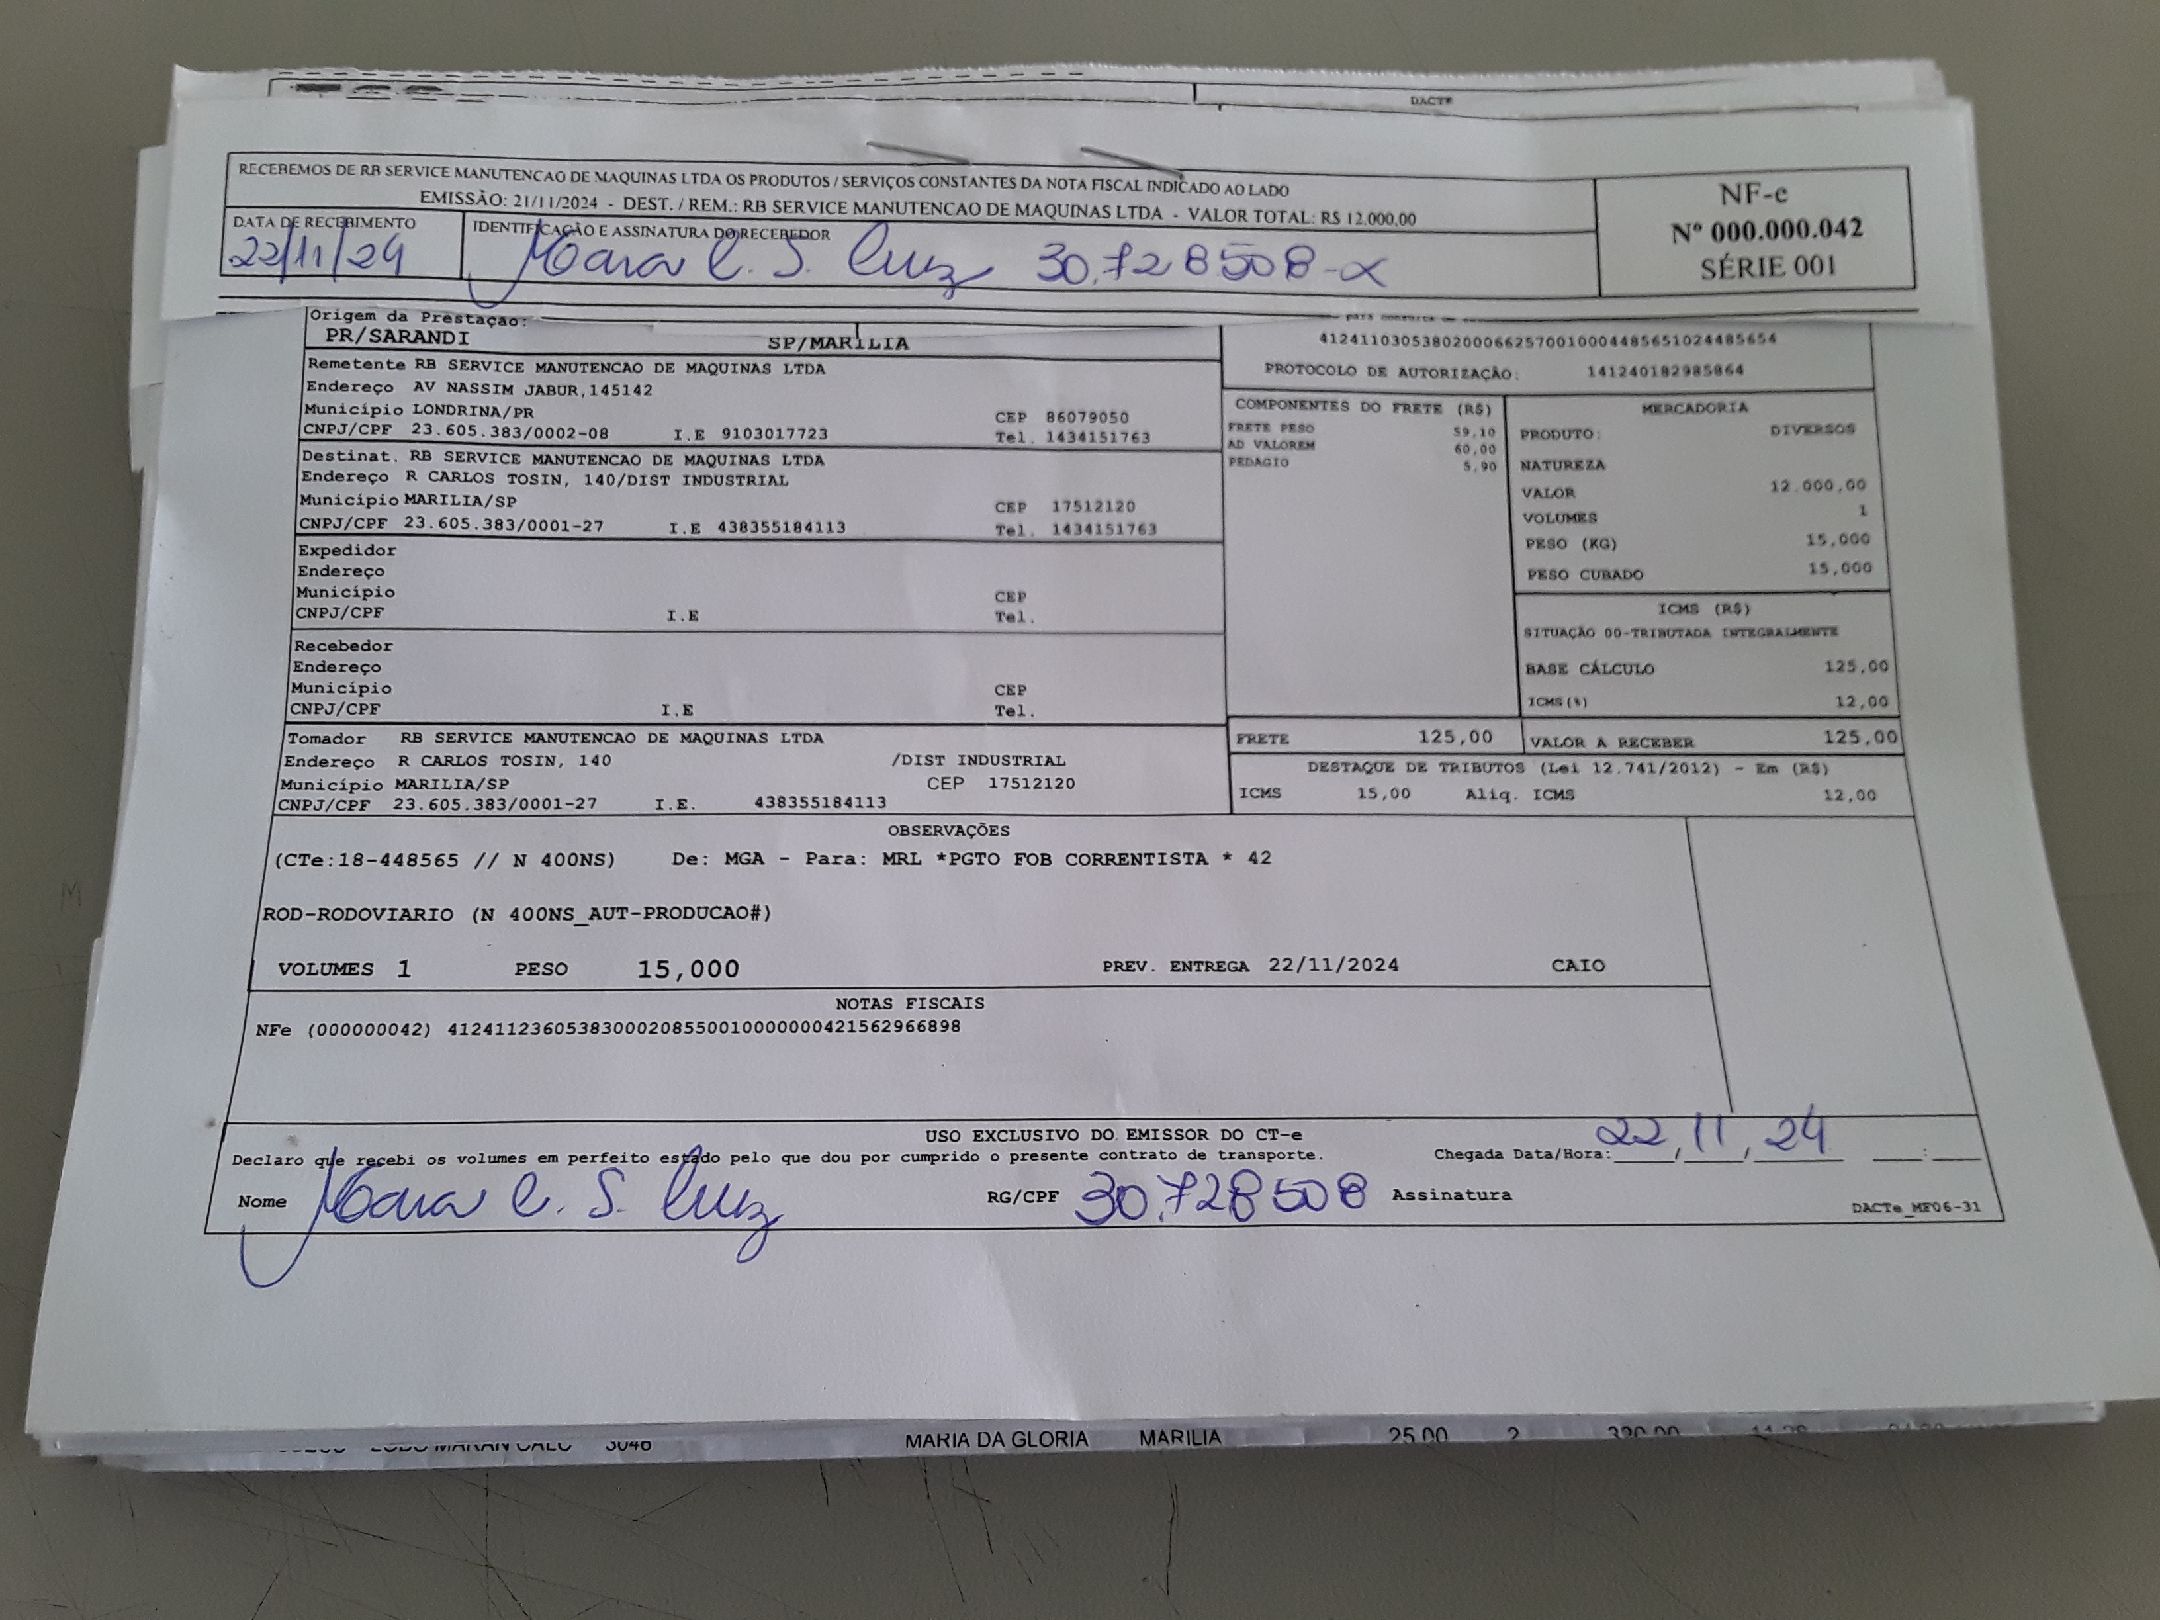 DACTE
RECEBEMOS DE RB SERVICE MANUTENCAO DE MAQUINAS LTDA OS PRODUTOS / SERVIÇOS CONSTANTES DA NOTA FISCAL INDICADO AO LADO
EMISSÃO: 21/11/2024 - DEST. / REM.: RB SERVICE MANUTENCAO DE MAQUINAS LTDA - VALOR TOTAL: R$ 12.000,00
NF-e
Nº 000.000.042
SÉRIE 001
DATA DE RECEBIMENTO
22/11/24
IDENTIFICAÇÃO E ASSINATURA DO RECEBEDOR
Mara C. S. Luz 30.728508-x
Origem da Prestação:
PR/SARANDI
SP/MARILIA
41241103053802000662570010004485651024485654
PROTOCOLO DE AUTORIZAÇÃO: 141240182985864
Remetente RB SERVICE MANUTENCAO DE MAQUINAS LTDA
Endereço AV NASSIM JABUR,145142
Município LONDRINA/PR CEP 86079050
CNPJ/CPF 23.605.383/0002-08 I.E 9103017723 Tel. 1434151763
Destinat. RB SERVICE MANUTENCAO DE MAQUINAS LTDA
Endereço R CARLOS TOSIN, 140/DIST INDUSTRIAL
Município MARILIA/SP CEP 17512120
CNPJ/CPF 23.605.383/0001-27 I.E 438355184113 Tel. 1434151763
Expedidor
Endereço
Município CEP
CNPJ/CPF I.E Tel.
Recebedor
Endereço
Município CEP
CNPJ/CPF I.E Tel.
Tomador RB SERVICE MANUTENCAO DE MAQUINAS LTDA
Endereço R CARLOS TOSIN, 140 /DIST INDUSTRIAL
Município MARILIA/SP CEP 17512120
CNPJ/CPF 23.605.383/0001-27 I.E. 438355184113
COMPONENTES DO FRETE (R$)
FRETE PESO 59,10
AD VALOREM 60,00
PEDAGIO 5,90
MERCADORIA
PRODUTO: DIVERSOS
NATUREZA
VALOR 12.000,00
VOLUMES 1
PESO (KG) 15,000
PESO CUBADO 15,000
ICMS (R$)
SITUAÇÃO 00-TRIBUTADA INTEGRALMENTE
BASE CÁLCULO 125,00
ICMS(%) 12,00
FRETE 125,00 VALOR A RECEBER 125,00
DESTAQUE DE TRIBUTOS (Lei 12.741/2012) - Em (R$)
ICMS 15,00 Aliq. ICMS 12,00
OBSERVAÇÕES
(CTe:18-448565 // N 400NS) De: MGA - Para: MRL *PGTO FOB CORRENTISTA * 42
ROD-RODOVIARIO (N 400NS_AUT-PRODUCAO#)
VOLUMES 1 PESO 15,000 PREV. ENTREGA 22/11/2024 CAIO
NOTAS FISCAIS
NFe (000000042) 41241123605383000208550010000000421562966898
USO EXCLUSIVO DO EMISSOR DO CT-e
Declaro que recebi os volumes em perfeito estado pelo que dou por cumprido o presente contrato de transporte. Chegada Data/Hora: 22/11/24 :
Nome Mara C. S. Luz RG/CPF 30.728508 Assinatura
DACTe_MF06-31
3046 MARIA DA GLORIA MARILIA 25,00 2 320,00